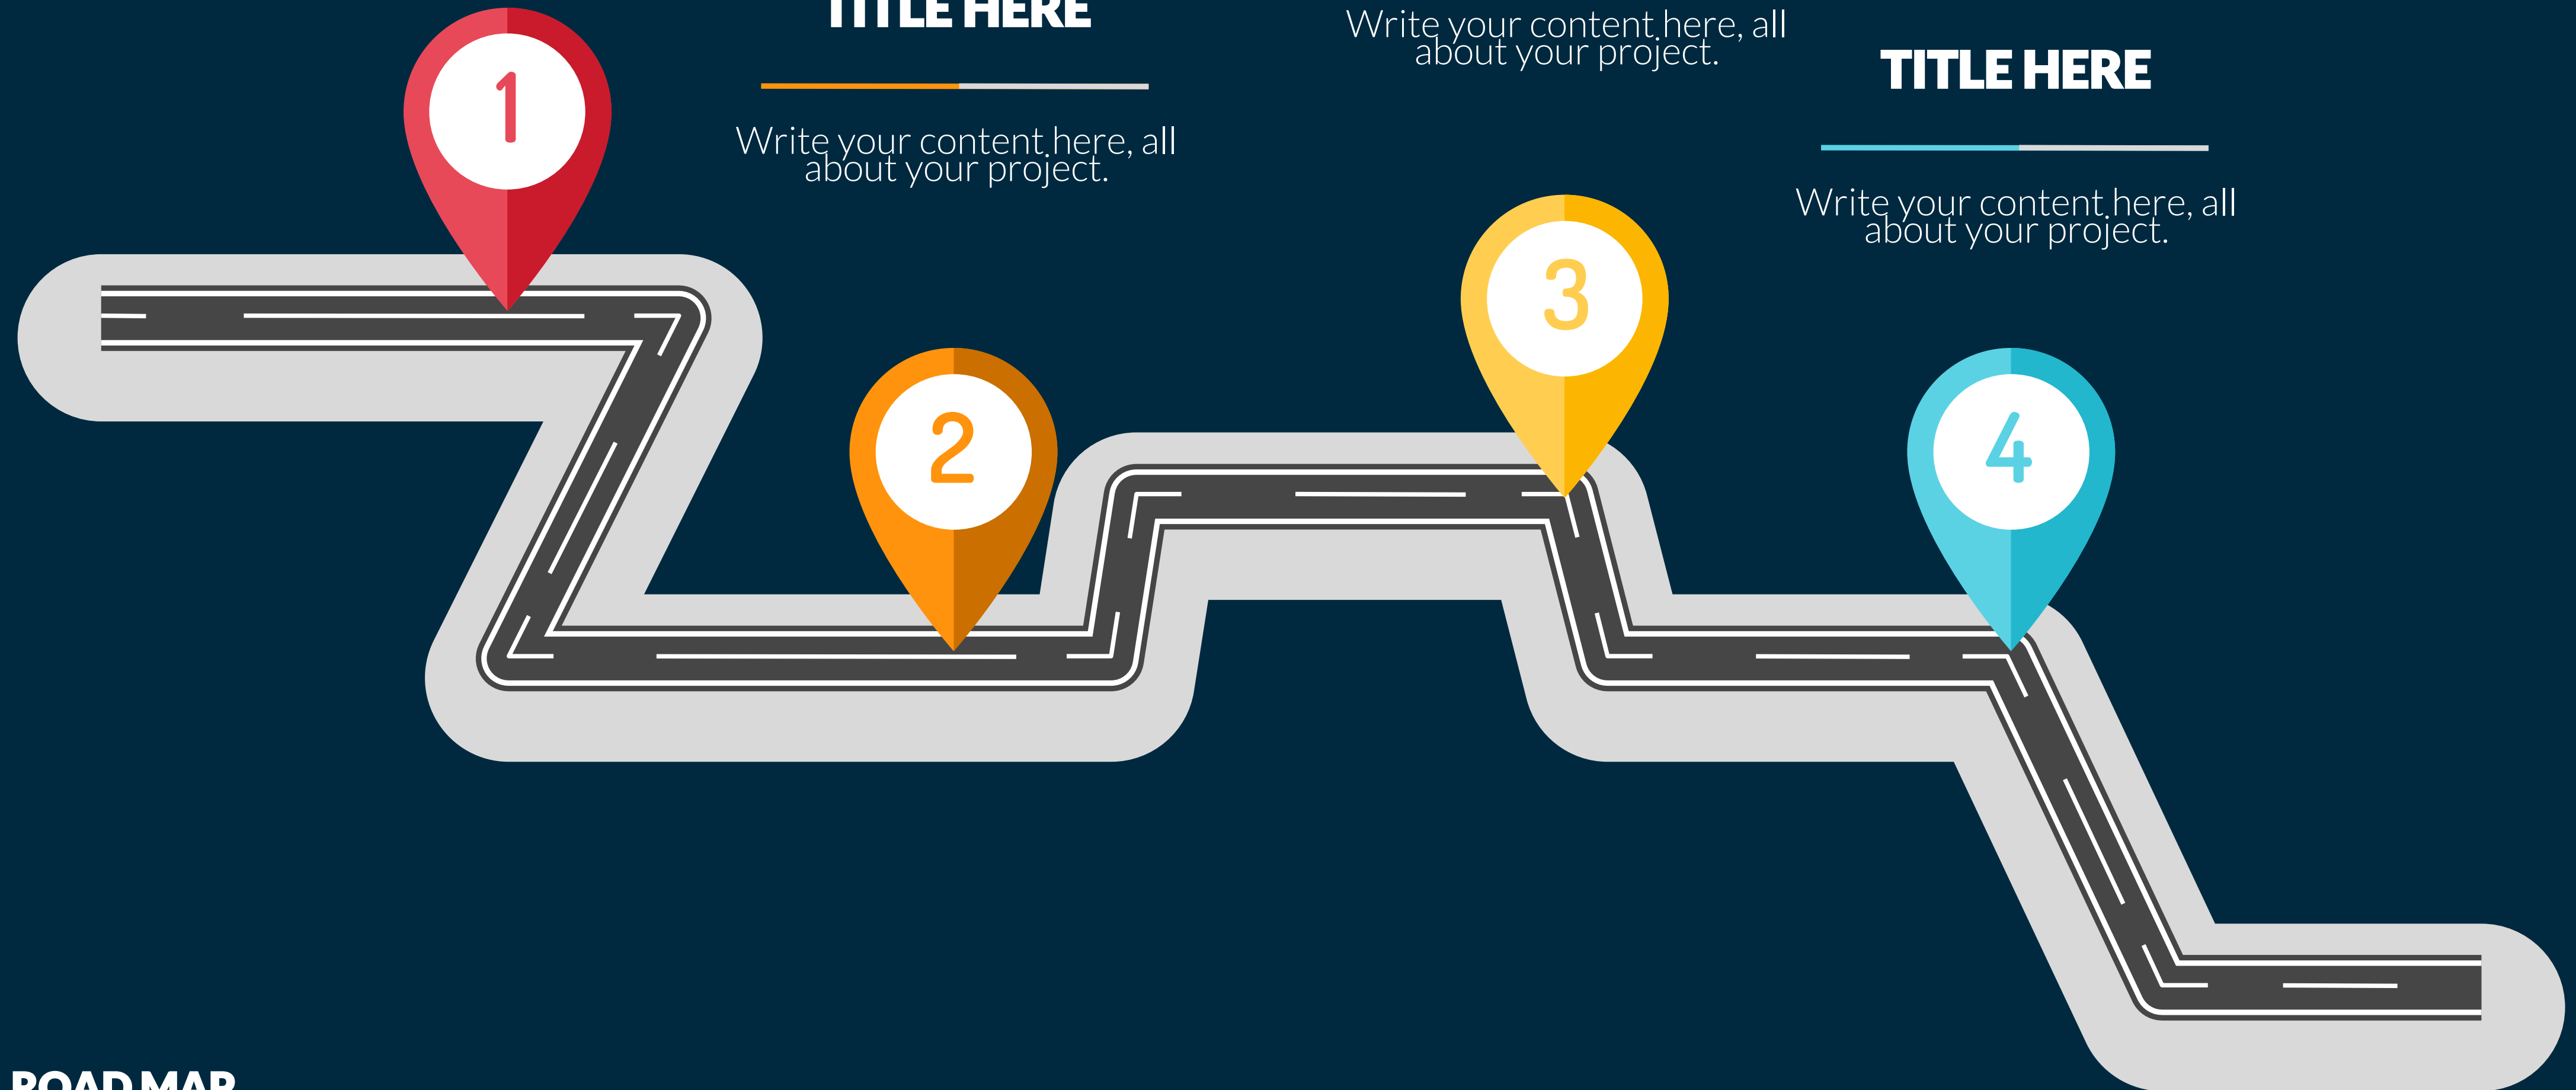 TITLE HERE
Write your content here, all
about your project.
Write your content here, all
about your project.
TITLE HERE
Write your content here, all
about your project.
1
2
3
4
ROAD MAP